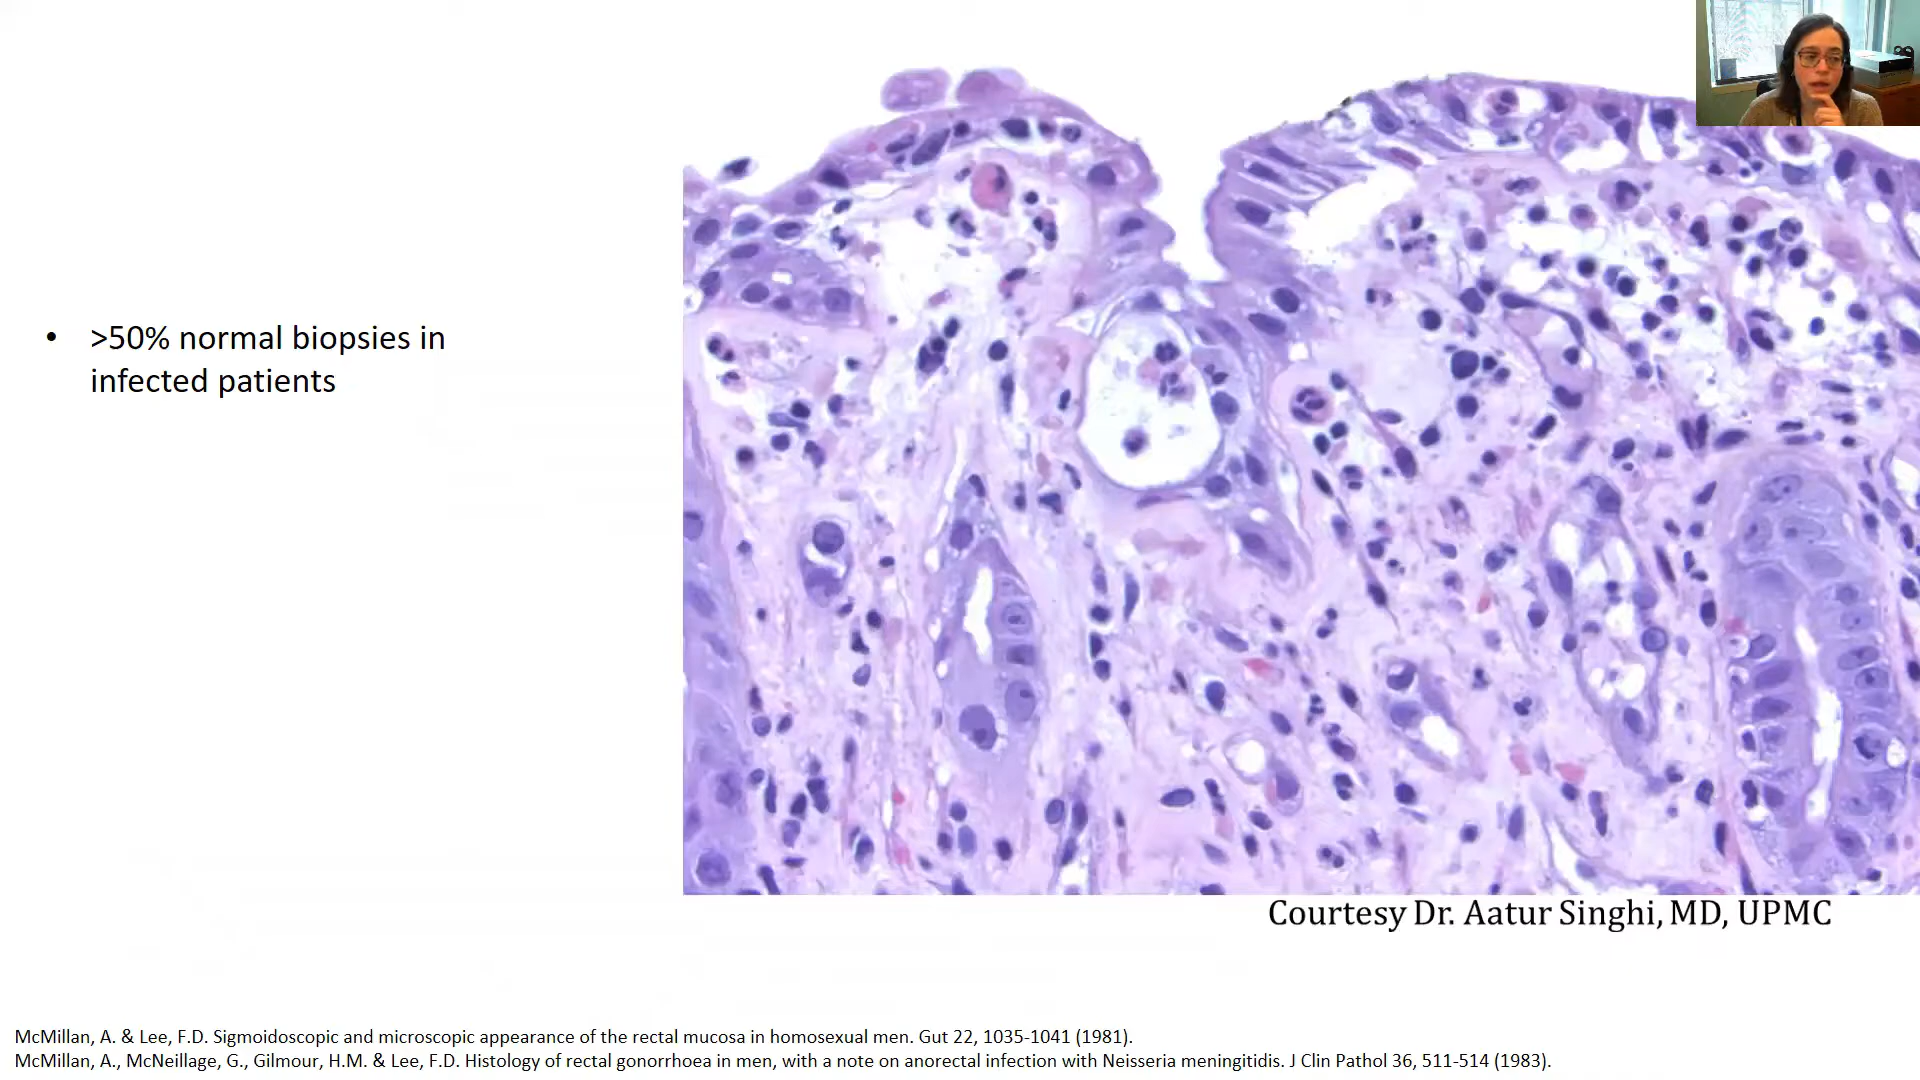 • >50% normal biopsies in
infected patients
Courtesy Dr. Aatur Singhi, MD, UPMC
McMillan, A. & Lee, F.D. Sigmoidoscopic and microscopic appearance of the rectal mucosa in homosexual men. Gut 22, 1035-1041 (1981).
McMillan, A., McNeillage, G., Gilmour, H.M. & Lee, F.D. Histology of rectal gonorrhoea in men, with a note on anorectal infection with Neisseria meningitidis. J Clin Pathol 36, 511-514 (1983).